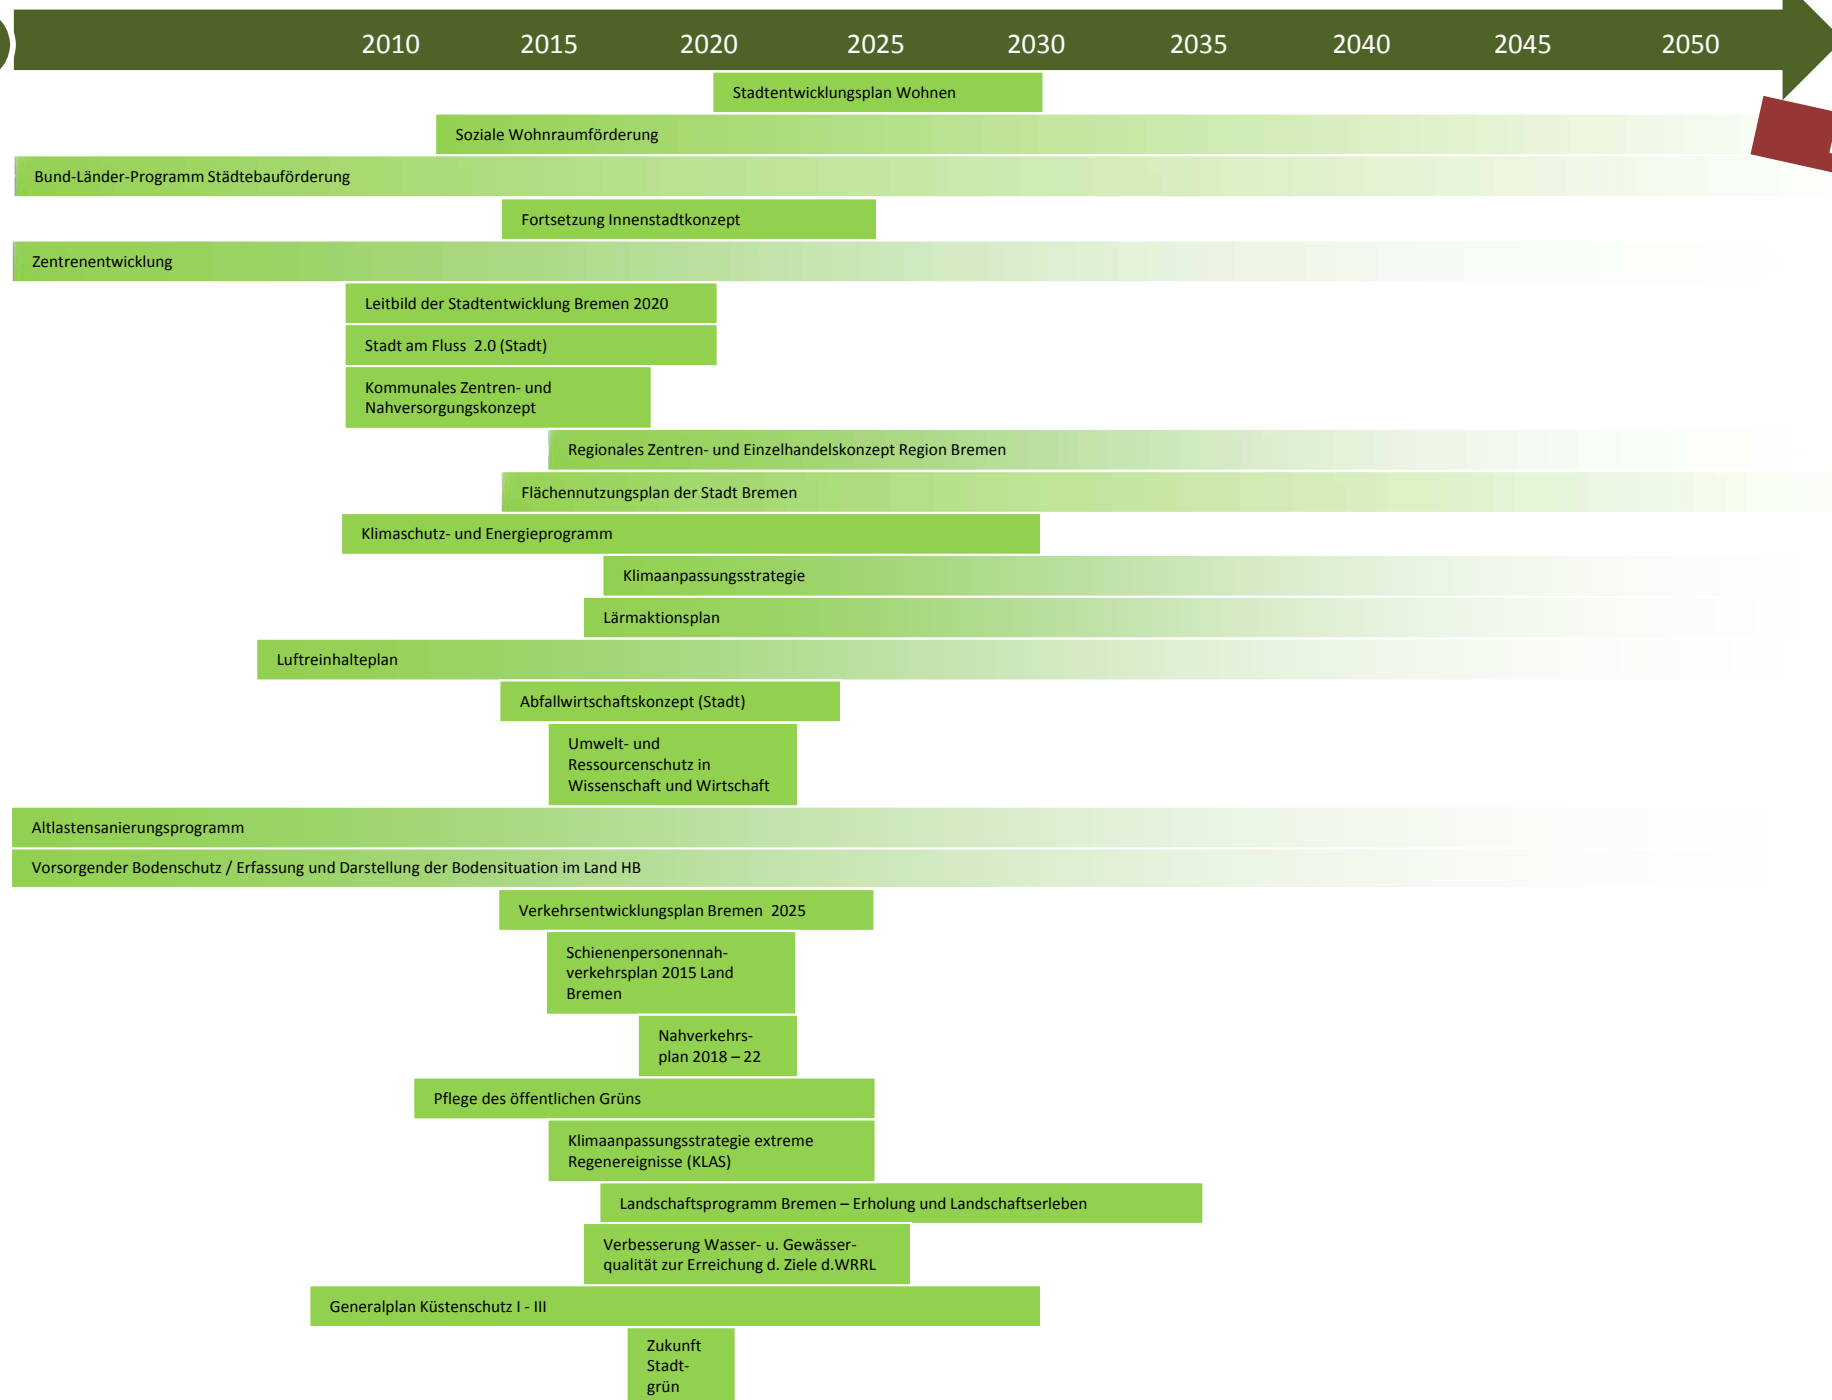 2010 2015 2020 2025 2030 2035 2040 2045 2050
Stadtentwicklungsplan Wohnen
Soziale Wohnraumförderung
Bund-Länder-Programm Städtebauförderung
Fortsetzung Innenstadtkonzept
Zentrenentwicklung
Leitbild der Stadtentwicklung Bremen 2020
Stadt am Fluss 2.0 (Stadt)
Kommunales Zentren- und
Nahversorgungskonzept
Regionales Zentren- und Einzelhandelskonzept Region Bremen
Flächennutzungsplan der Stadt Bremen
Klimaschutz- und Energieprogramm
Klimaanpassungsstrategie
Lärmaktionsplan
Luftreinhalteplan
Abfallwirtschaftskonzept (Stadt)
Umwelt- und
Ressourcenschutz in
Wissenschaft und Wirtschaft
Altlastensanierungsprogramm
Vorsorgender Bodenschutz / Erfassung und Darstellung der Bodensituation im Land HB
Verkehrsentwicklungsplan Bremen 2025
Schienenpersonennah-
verkehrsplan 2015 Land
Bremen
Nahverkehrs-
plan 2018 – 22
Pflege des öffentlichen Grüns
Klimaanpassungsstrategie extreme
Regenereignisse (KLAS)
Landschaftsprogramm Bremen – Erholung und Landschaftserleben
Verbesserung Wasser- u. Gewässer-
qualität zur Erreichung d. Ziele d.WRRL
Generalplan Küstenschutz I - III
Zukunft
Stadt-
grün